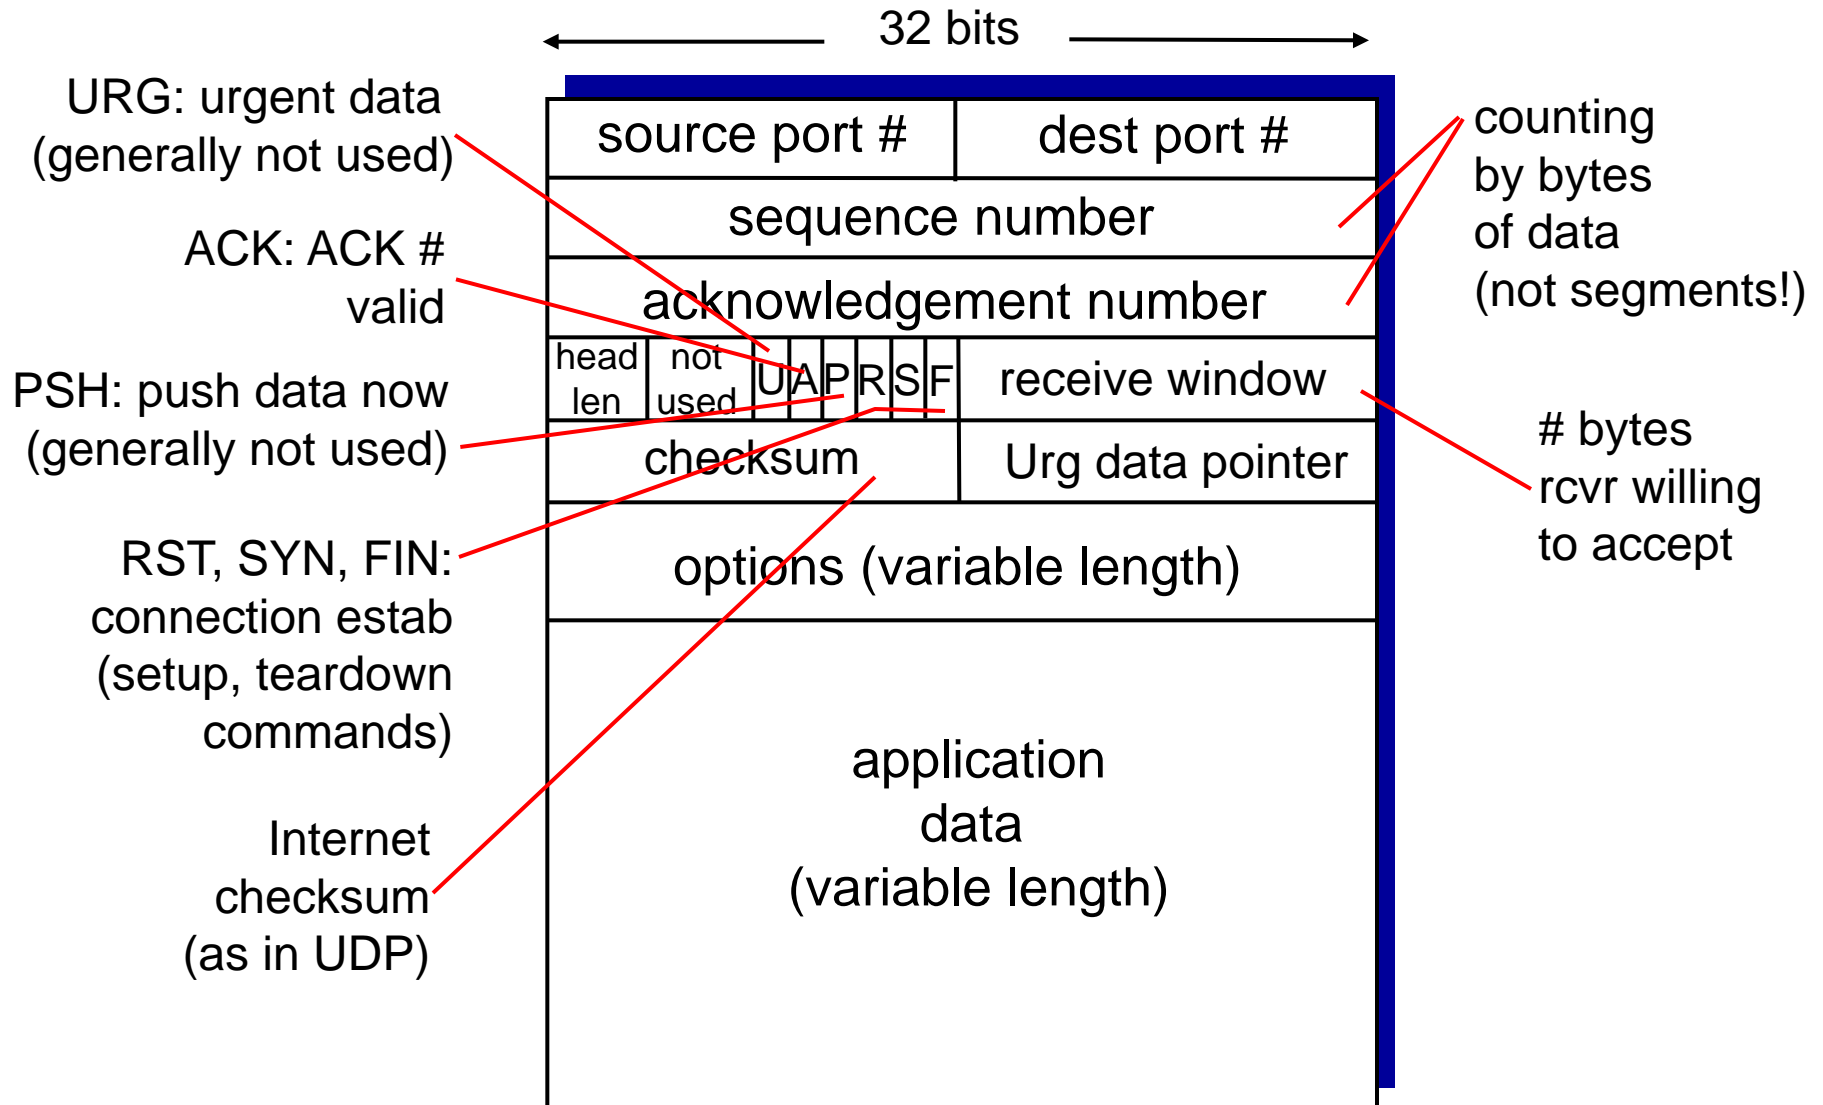 32 bits
URG: urgent data
(generally not used)
ACK: ACK #
valid
PSH: push data now
(generally not used)
RST, SYN, FIN:
connection estab
(setup, teardown
commands)
Internet
checksum
(as in UDP)
source port #
dest port #
sequence number
acknowledgement number
head
len
not
used
U
A
P
R
S
F
receive window
checksum
Urg data pointer
options (variable length)
application
data
(variable length)
counting
by bytes
of data
(not segments!)
# bytes
rcvr willing
to accept